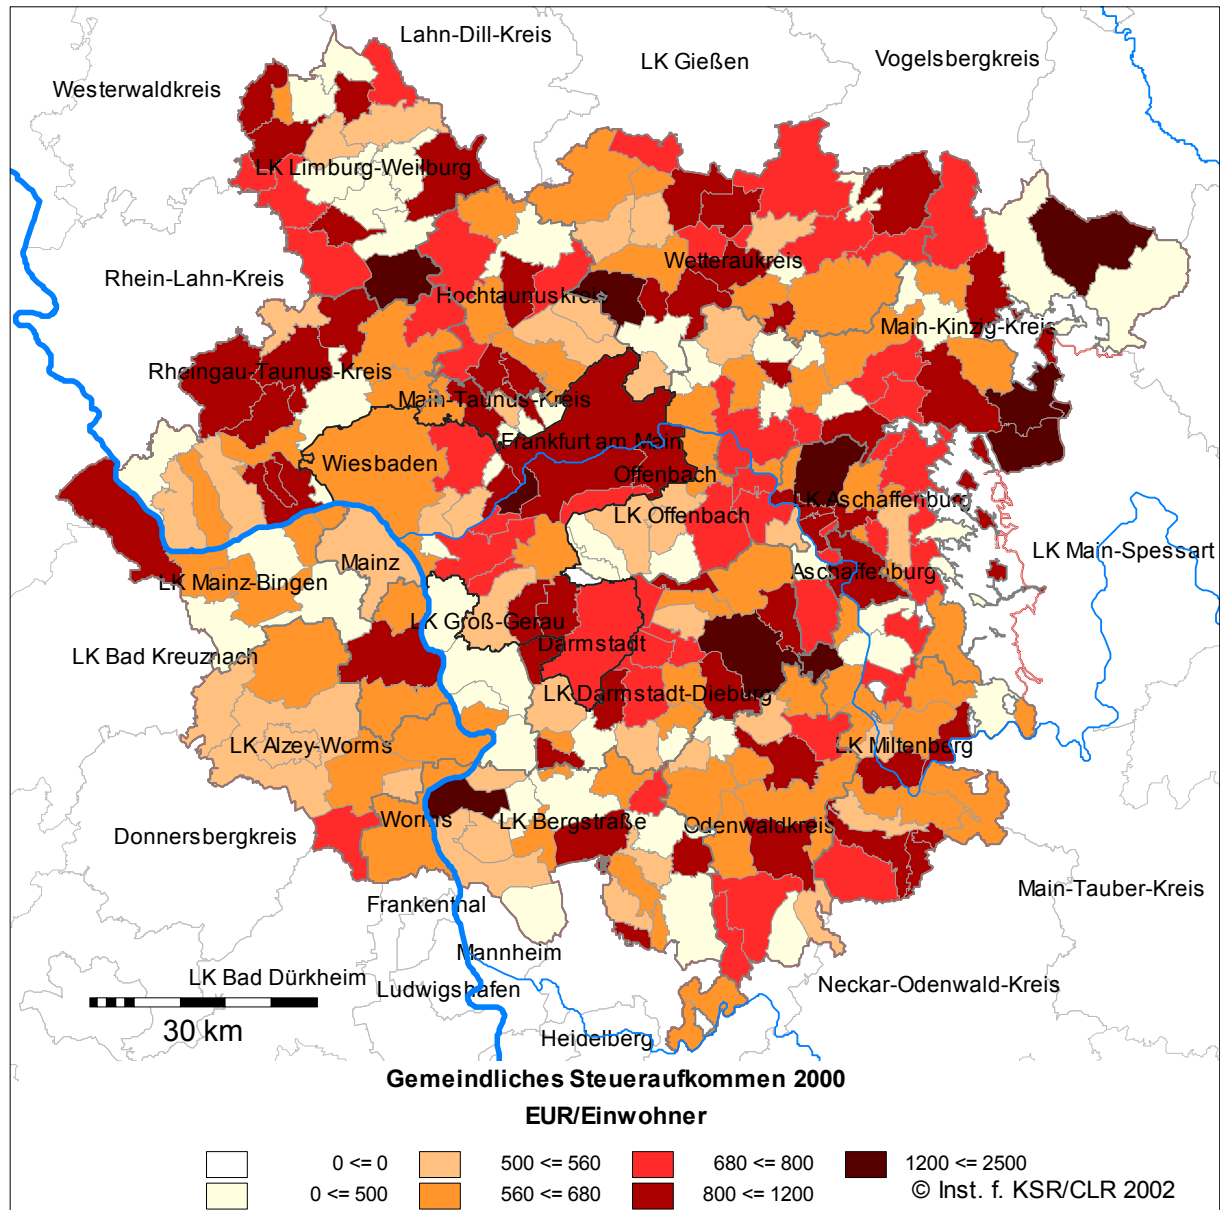 Lahn-Dill-Kreis
LK Gießen
Vogelsbergkreis
Westerwaldkreis
LK Limburg-Weilburg
Rhein-Lahn-Kreis
Wetteraukreis
Hochtaunuskreis
Main-Kinzig-Kreis
Rheingau-Taunus-Kreis
Main-Taunus-Kreis
Frankfurt am Main
Wiesbaden
Offenbach
LK Aschaffenburg
LK Offenbach
LK Main-Spessart
Mainz
Aschaffenburg
LK Mainz-Bingen
LK Groß-Gerau
Darmstadt
LK Bad Kreuznach
LK Darmstadt-Dieburg
LK Alzey-Worms
LK Miltenberg
Worms
LK Bergstraße
Odenwaldkreis
Donnersbergkreis
Main-Tauber-Kreis
Frankenthal
Mannheim
LK Bad Dürkheim
Ludwigshafen
Neckar-Odenwald-Kreis
30 km
Heidelberg
Gemeindliches Steueraufkommen 2000
EUR/Einwohner
0 <= 0
500 <= 560
680 <= 800
1200 <= 2500
0 <= 500
560 <= 680
800 <= 1200
© Inst. f. KSR/CLR 2002